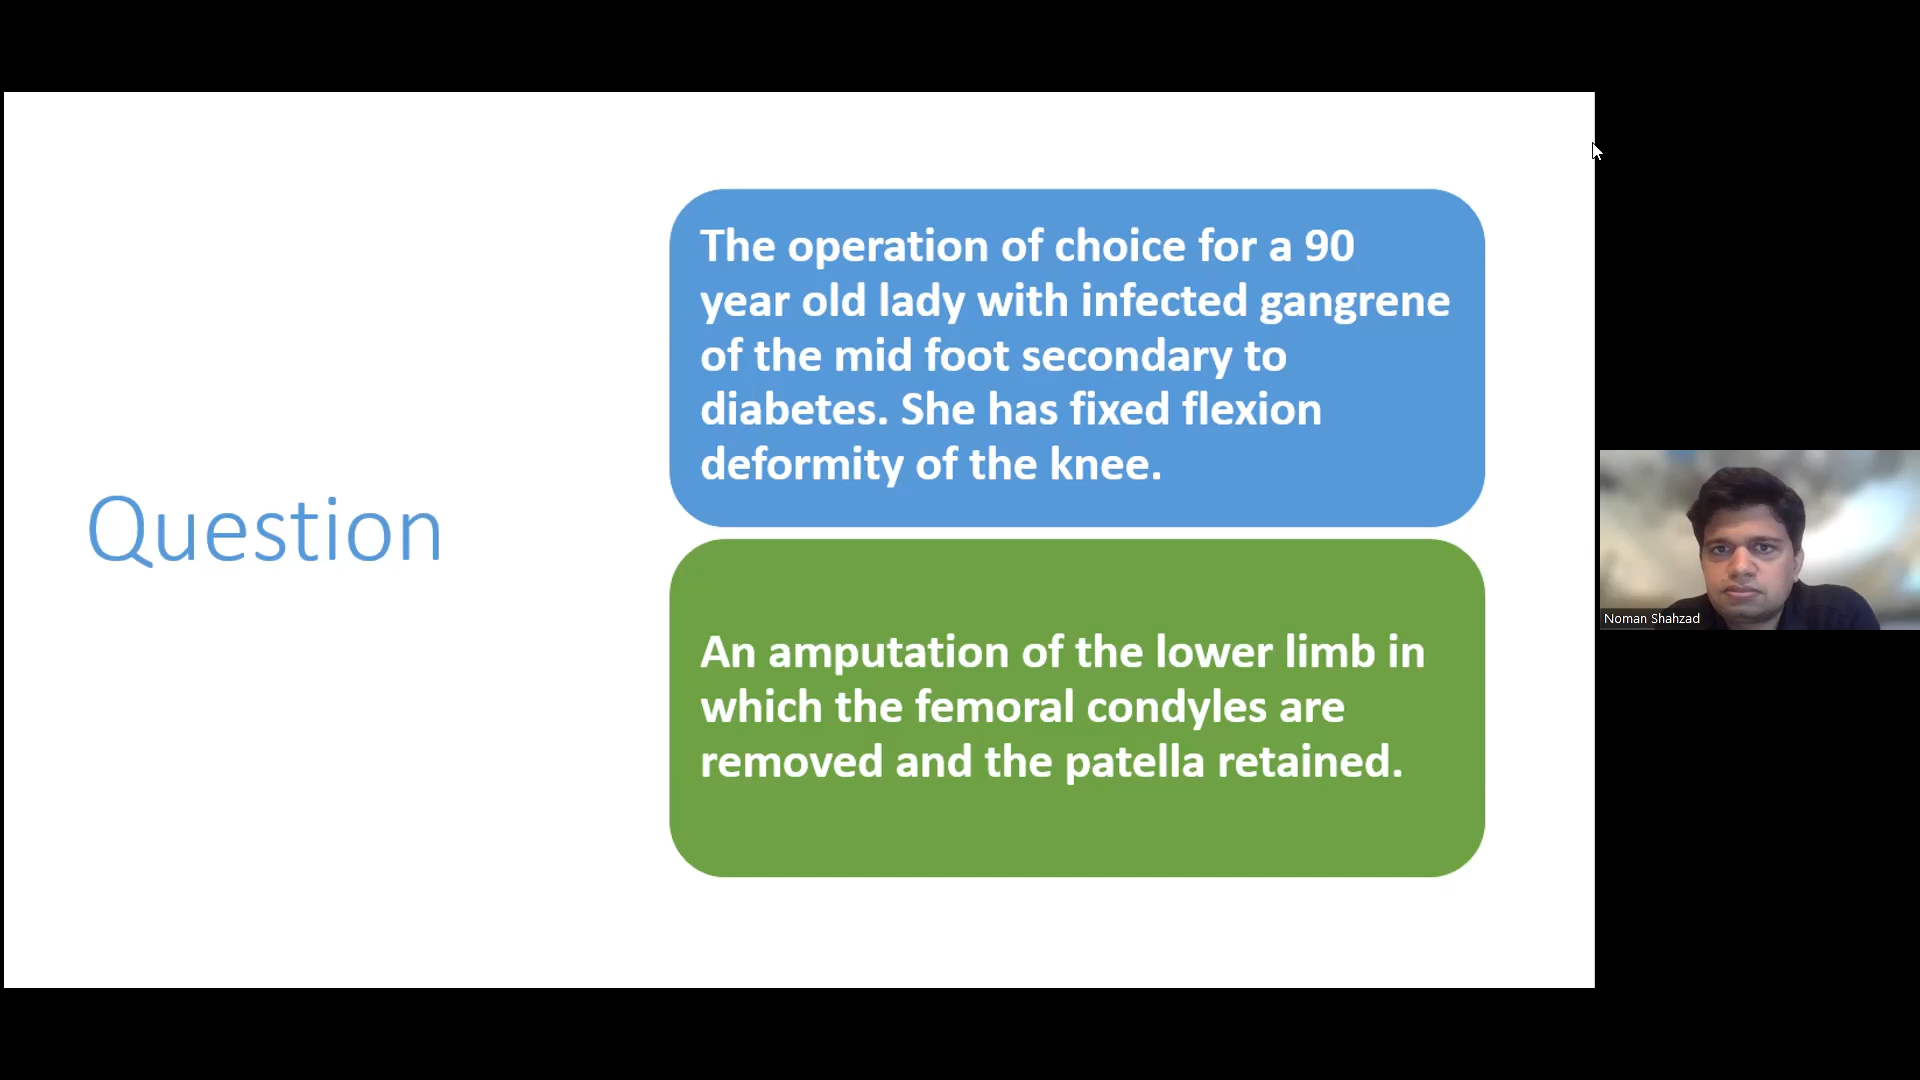 Question
The operation of choice for a 90
year old lady with infected gangrene
of the mid foot secondary to
diabetes. She has fixed flexion
deformity of the knee.
An amputation of the lower limb in
which the femoral condyles are
removed and the patella retained.
Noman Shahzad